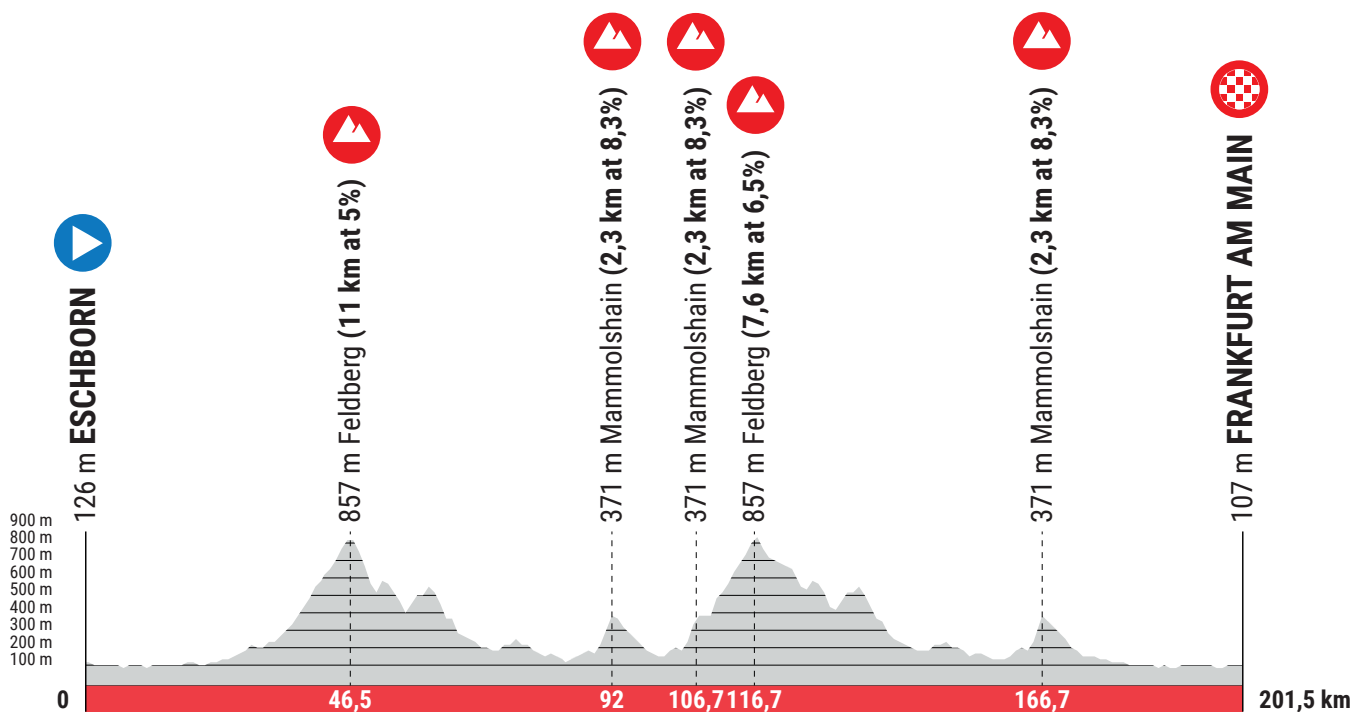 126 m ESCHBORN
857 m Feldberg (11 km at 5%)
371 m Mammolshain (2,3 km at 8,3%)
371 m Mammolshain (2,3 km at 8,3%)
857 m Feldberg (7,6 km at 6,5%)
371 m Mammolshain (2,3 km at 8,3%)
107 m FRANKFURT AM MAIN
900 m
800 m
700 m
600 m
500 m
400 m
300 m
200 m
100 m
0 46,5 92 106,7 116,7 166,7 201,5 km